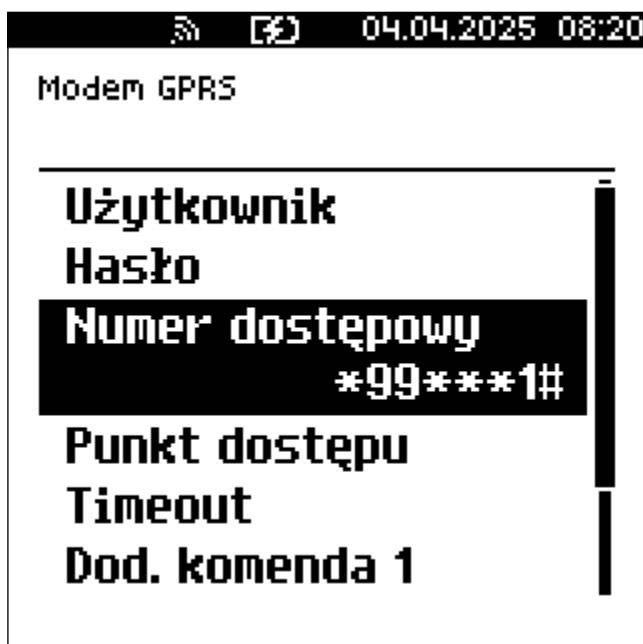 04.04.2025 08:20
Modem GPRS
Użytkownik
Hasło
Numer dostępowy
*99***1#
Punkt dostępu
Timeout
Dod. komenda 1